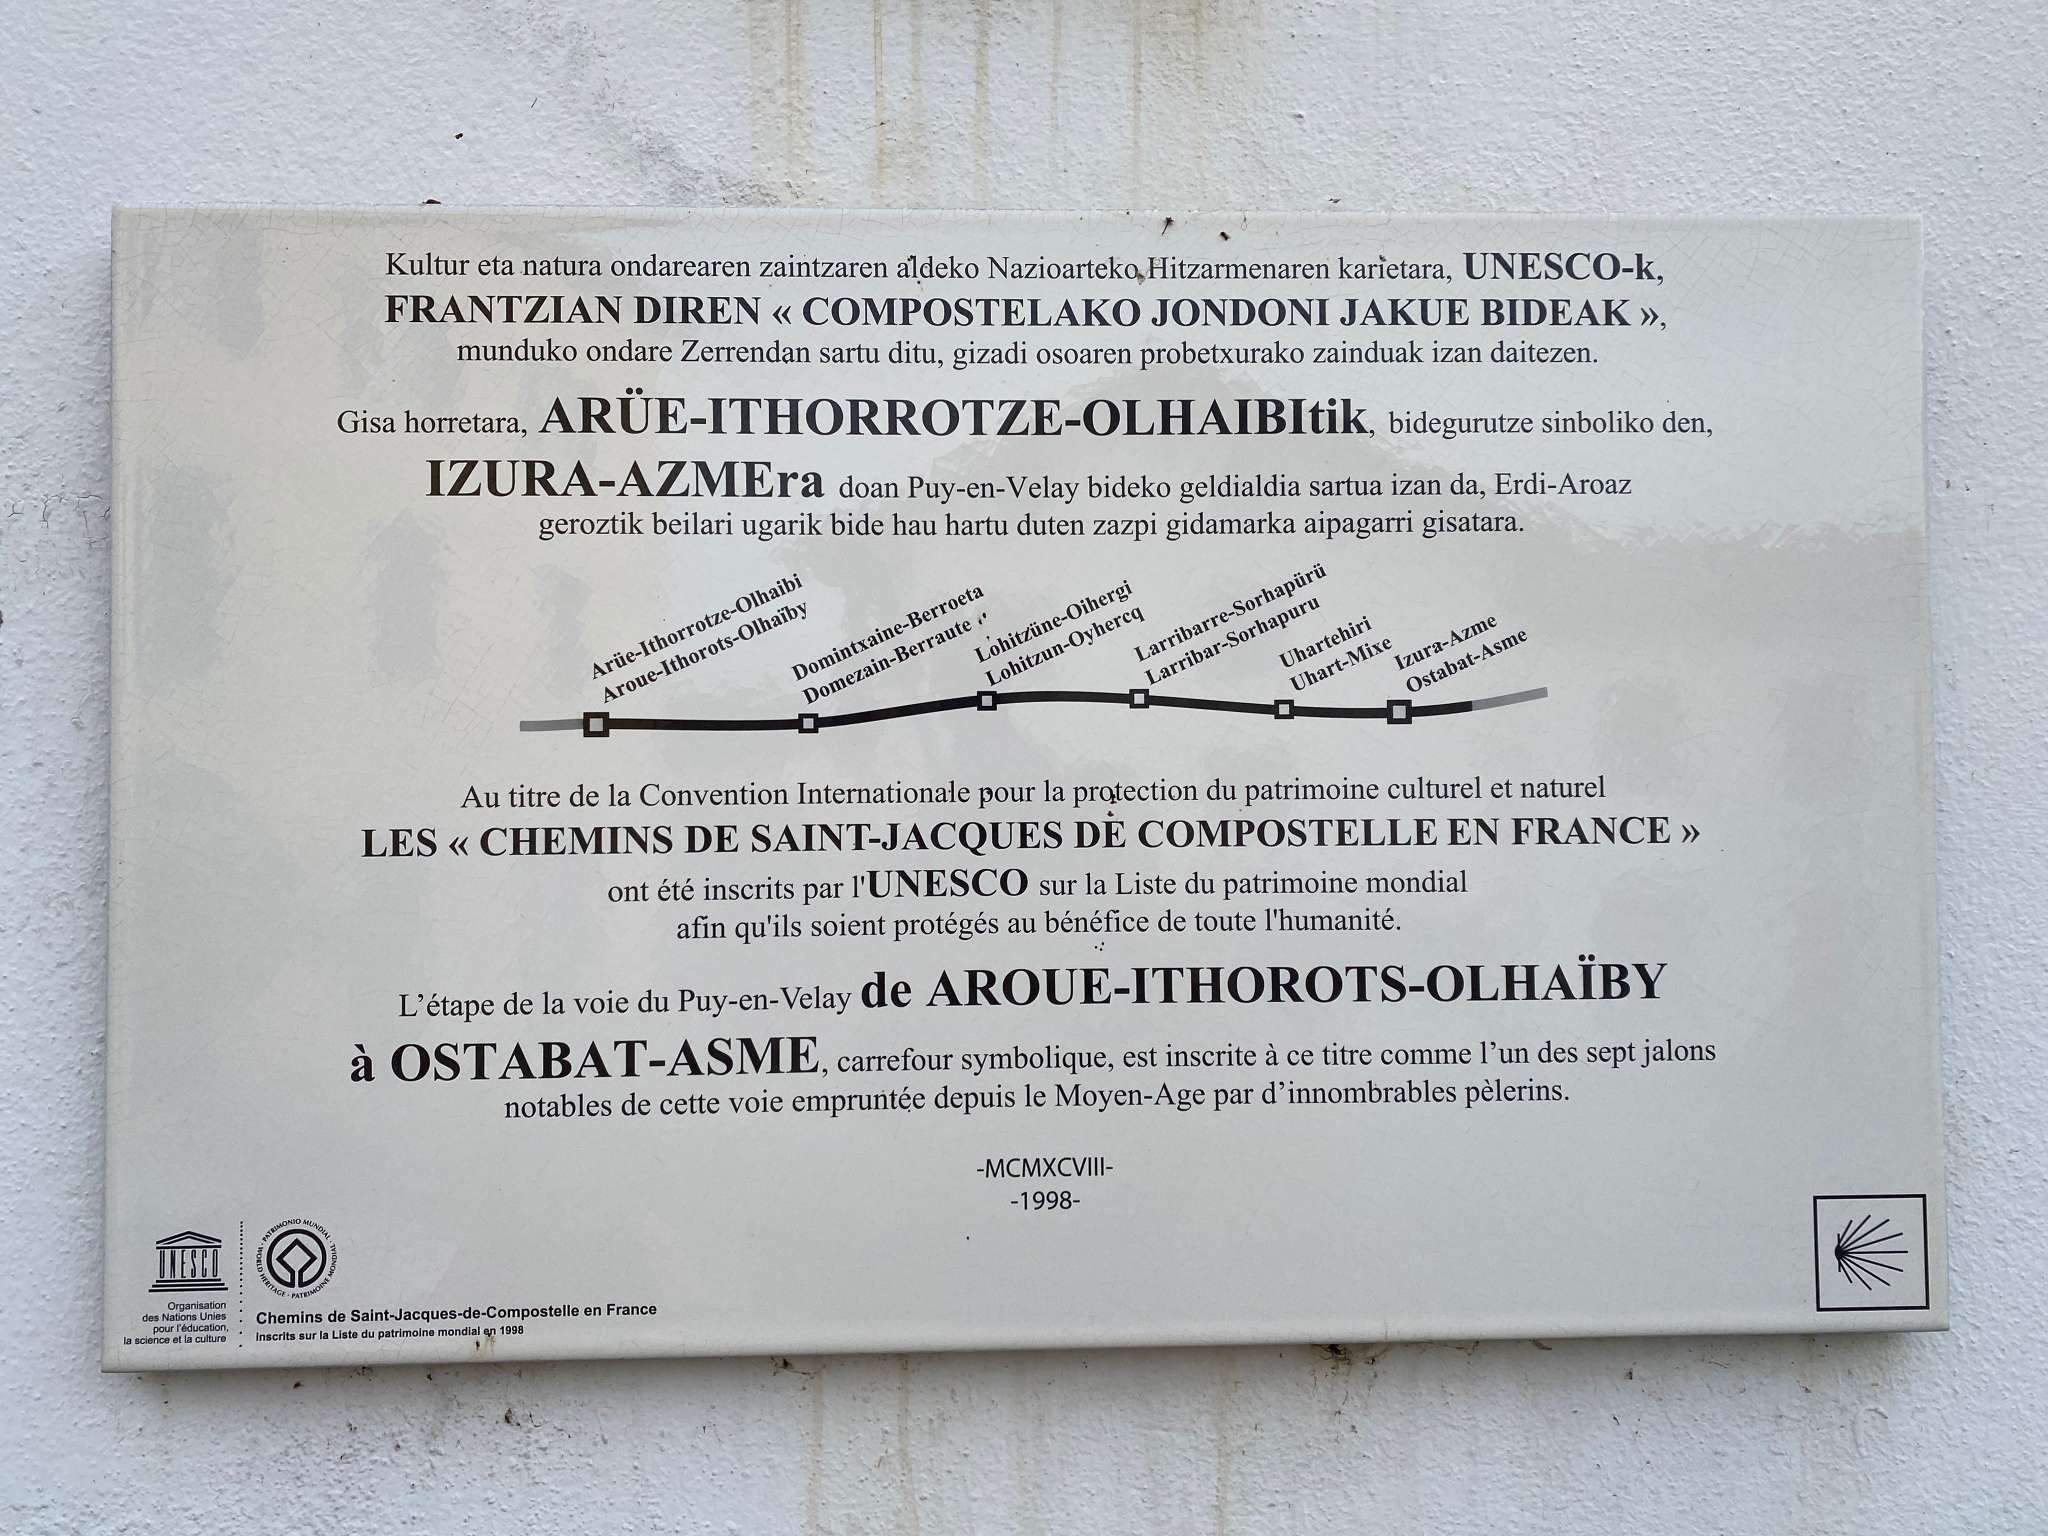 Kultur eta natura ondarearen zaintzaren aldeko Nazioarteko Hitzarmenaren karietara, UNESCO-k,
FRANTZIAN DIREN « COMPOSTELAKO JONDONI JAKUE BIDEAK »,
munduko ondare Zerrendan sartu ditu, gizadi osoaren probetxurako zainduak izan daitezen.
Gisa horretara, ARÜE-ITHORROTZE-OLHAIBItik, bidegurutze sinboliko den,
IZURA-AZMEra doan Puy-en-Velay bideko geldialdia sartua izan da, Erdi-Aroaz
geroztik beilari ugarik bide hau hartu duten zazpi gidamarka aipagarri gisatara.
Arüe-Ithorrotze-Olhaibi
Aroue-Ithorots-Olhaïby
Domintxaine-Berroeta
Domezain-Berraute
Lohitzüne-Oihergi
Lohitzun-Oyhercq
Larribarre-Sorhapürü
Larribar-Sorhapuru
Uhartehiri
Uhart-Mixe
Izura-Azme
Ostabat-Asme
Au titre de la Convention Internationale pour la protection du patrimoine culturel et naturel
LES « CHEMINS DE SAINT-JACQUES DE COMPOSTELLE EN FRANCE »
ont été inscrits par l'UNESCO sur la Liste du patrimoine mondial
afin qu'ils soient protégés au bénéfice de toute l'humanité.
L’étape de la voie du Puy-en-Velay de AROUE-ITHOROTS-OLHAÏBY
à OSTABAT-ASME, carrefour symbolique, est inscrite à ce titre comme l’un des sept jalons
notables de cette voie empruntée depuis le Moyen-Age par d’innombrables pèlerins.
-MCMXCVIII-
-1998-
UNESCO
Organisation
des Nations Unies
pour l'éducation,
la science et la culture
WORLD HERITAGE • PATRIMONIO MUNDIAL • PATRIMOINE MONDIAL
Chemins de Saint-Jacques-de-Compostelle en France
Inscrits sur la Liste du patrimoine mondial en 1998